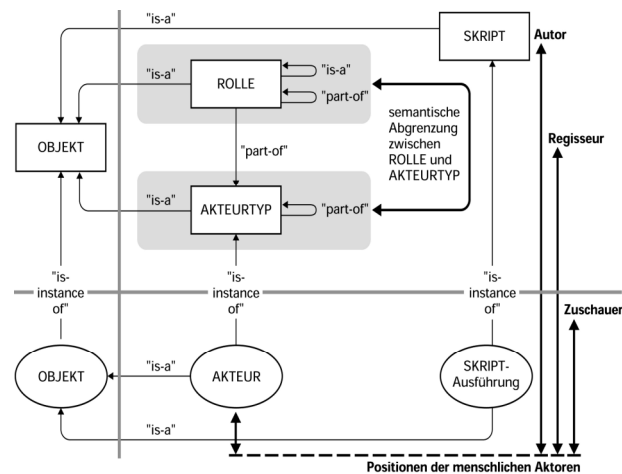 "is-a"
SKRIPT
Autor
"is-a"
ROLLE
"is-a"
"part-of"
semantische
Abgrenzung
zwischen
ROLLE und
AKTEURTYP
Regisseur
OBJEKT
"part-of"
"is-a"
AKTEURTYP
"part-of"
"is-
instance
of"
"is-
instance
of"
"is-
instance
of"
Zuschauer
OBJEKT
"is-a"
AKTEUR
SKRIPT-
Ausführung
"is-a"
Positionen der menschlichen Aktoren